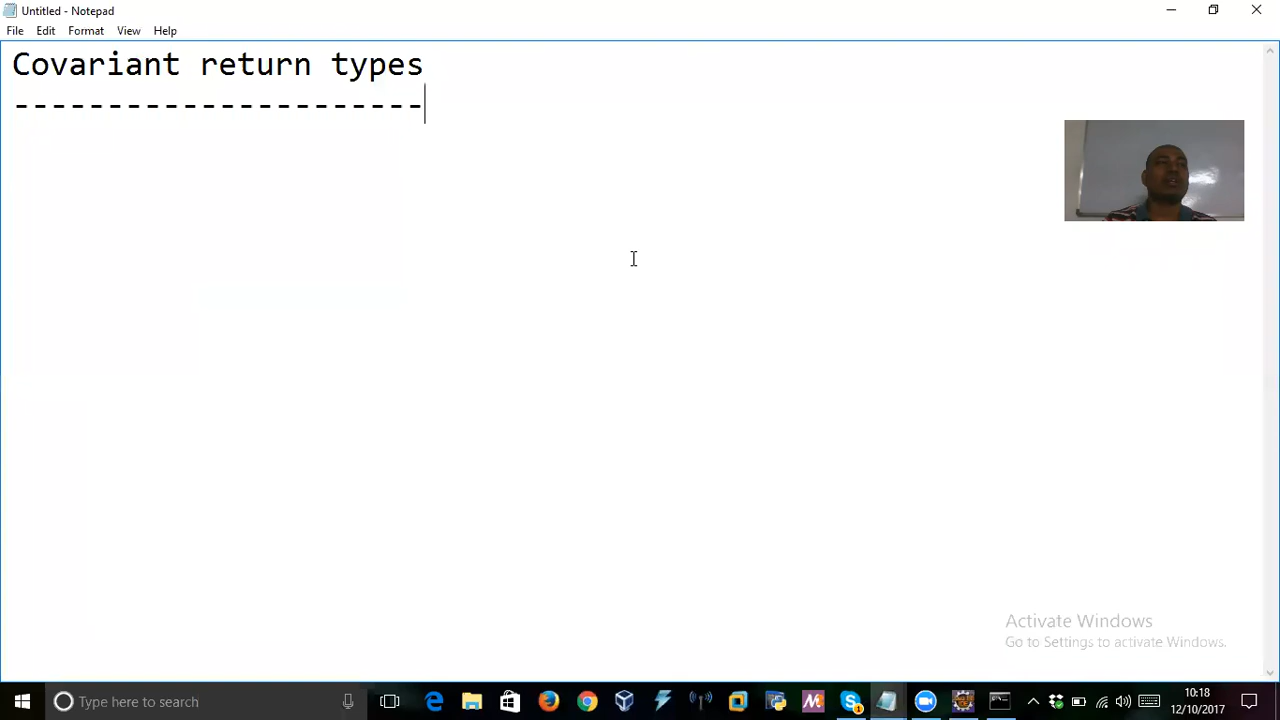 Untitled - Notepad
File Edit Format View Help
Covariant return types
----------------------
Activate Windows
Go to Settings to activate Windows.
Type here to search
1
10:18
12/10/2017